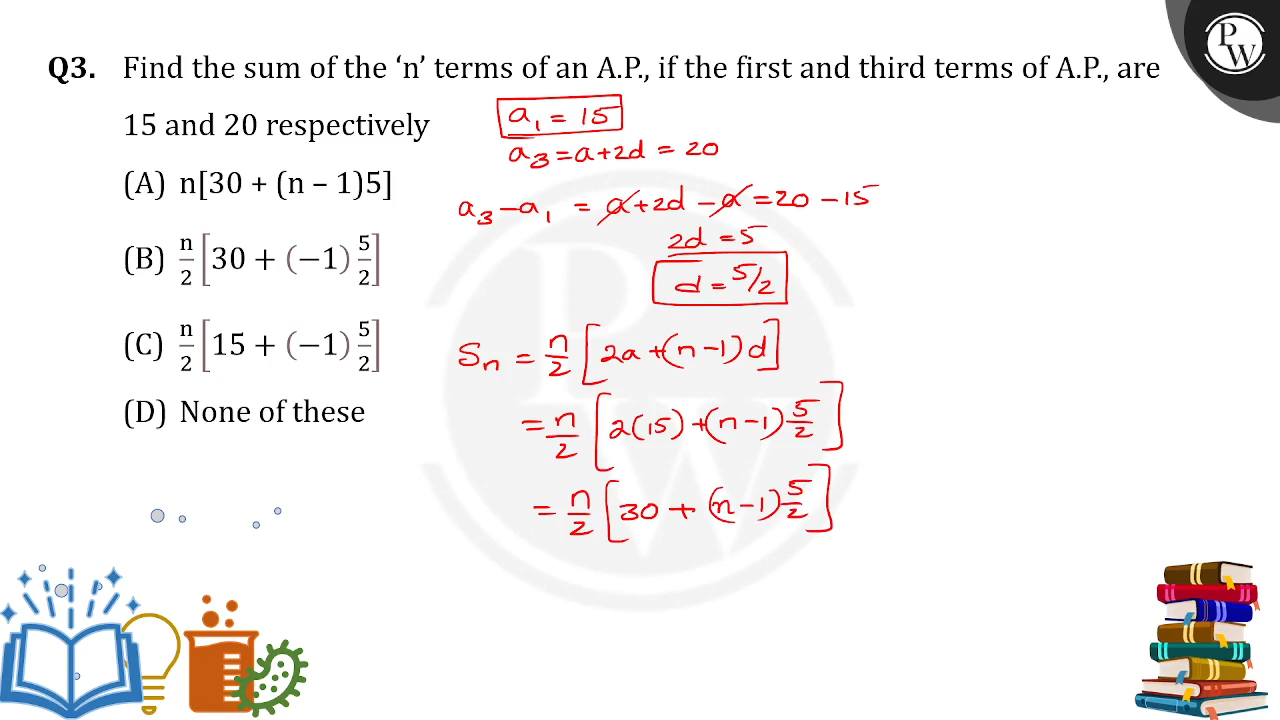 PW
Q3. Find the sum of the ‘n’ terms of an A.P., if the first and third terms of A.P., are
15 and 20 respectively
a₁ = 15
a₃ = a + 2d = 20
(A) n[30 + (n – 1)5]
a₃ – a₁ = a + 2d – a = 20 – 15
2d = 5
(B) n/2 [30 + (−1) 5/2]
d = 5/2
(C) n/2 [15 + (−1) 5/2]
Sₙ = n/2 [2a + (n – 1) d]
(D) None of these
= n/2 [2(15) + (n – 1) 5/2]
= n/2 [30 + (n – 1) 5/2]